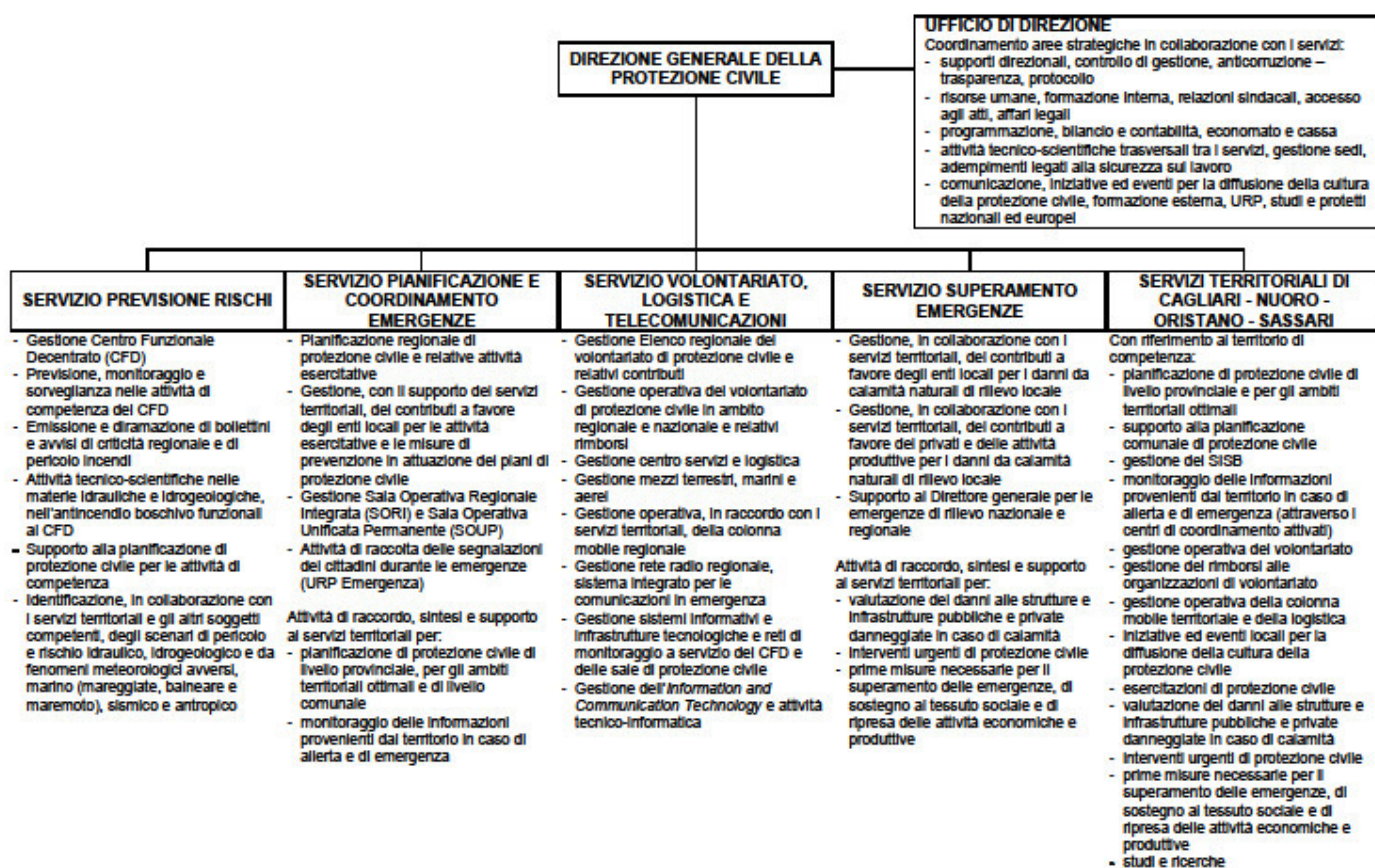 DIREZIONE GENERALE DELLA
PROTEZIONE CIVILE
UFFICIO DI DIREZIONE
Coordinamento aree strategiche in collaborazione con i servizi:
- supporti direzionali, controllo di gestione, anticorruzione –
trasparenza, protocollo
- risorse umane, formazione interna, relazioni sindacali, accesso
agli atti, affari legali
- programmazione, bilancio e contabilità, economato e cassa
- attività tecnico-scientifiche trasversali tra i servizi, gestione sedi,
adempimenti legati alla sicurezza sul lavoro
- comunicazione, iniziative ed eventi per la diffusione della cultura
della protezione civile, formazione esterna, URP, studi e protetti
nazionali ed europei
SERVIZIO PREVISIONE RISCHI
- Gestione Centro Funzionale
Decentrato (CFD)
- Previsione, monitoraggio e
sorveglianza nelle attività di
competenza del CFD
- Emissione e diramazione di bollettini
e avvisi di criticità regionale e di
pericolo incendi
- Attività tecnico-scientifiche nelle
materie idrauliche e idrogeologiche,
nell'antincendio boschivo funzionali
al CFD
- Supporto alla planificazione di
protezione civile per le attività di
competenza
- Identificazione, in collaborazione con
i servizi territoriali e gli altri soggetti
competenti, degli scenari di pericolo
e rischio idraulico, idrogeologico e da
fenomeni meteorologici avversi,
marino (mareggiate, balneare e
maremoto), sismico e antropico
SERVIZIO PIANIFICAZIONE E
COORDINAMENTO
EMERGENZE
- Pianificazione regionale di
protezione civile e relative attività
esercitative
- Gestione, con il supporto dei servizi
territoriali, dei contributi a favore
degli enti locali per le attività
esercitative e le misure di
prevenzione in attuazione dei piani di
protezione civile
- Gestione Sala Operativa Regionale
Integrata (SORI) e Sala Operativa
Unificata Permanente (SOUP)
- Attività di raccolta delle segnalazioni
dei cittadini durante le emergenze
(URP Emergenza)
Attività di raccordo, sintesi e supporto
ai servizi territoriali per:
- pianificazione di protezione civile di
livello provinciale, per gli ambiti
territoriali ottimali e di livello
comunale
- monitoraggio delle informazioni
provenienti dal territorio in caso di
allerta e di emergenza
SERVIZIO VOLONTARIATO,
LOGISTICA E
TELECOMUNICAZIONI
- Gestione Elenco regionale del
volontariato di protezione civile e
relativi contributi
- Gestione operativa del volontariato
di protezione civile in ambito
regionale e nazionale e relativi
rimborsi
- Gestione centro servizi e logistica
- Gestione mezzi terrestri, marini e
aerei
- Gestione operativa, in raccordo con i
servizi territoriali, della colonna
mobile regionale
- Gestione rete radio regionale,
sistema integrato per le
comunicazioni in emergenza
- Gestione sistemi informativi e
infrastrutture tecnologiche e reti di
monitoraggio a servizio del CFD e
delle sale di protezione civile
- Gestione dell'Information and
Communication Technology e attività
tecnico-informatica
SERVIZIO SUPERAMENTO
EMERGENZE
- Gestione, in collaborazione con i
servizi territoriali, dei contributi a
favore degli enti locali per i danni da
calamità naturali di rilievo locale
- Gestione, in collaborazione con i
servizi territoriali, dei contributi a
favore dei privati e delle attività
produttive per i danni da calamità
naturali di rilievo locale
- Supporto al Direttore generale per le
emergenze di rilievo nazionale e
regionale
Attività di raccordo, sintesi e supporto
ai servizi territoriali per:
- valutazione dei danni alle strutture e
infrastrutture pubbliche e private
danneggiate in caso di calamità
- interventi urgenti di protezione civile
- prime misure necessarie per il
superamento delle emergenze, di
sostegno al tessuto sociale e di
ripresa delle attività economiche e
produttive
SERVIZI TERRITORIALI DI
CAGLIARI - NUORO -
ORISTANO - SASSARI
Con riferimento al territorio di
competenza:
- pianificazione di protezione civile di
livello provinciale e per gli ambiti
territoriali ottimali
- supporto alla planificazione
comunale di protezione civile
- gestione dei SISB
- monitoraggio delle informazioni
provenienti dal territorio in caso di
allerta e di emergenza (attraverso i
centri di coordinamento attivati)
- gestione operativa del volontariato
- gestione dei rimborsi alle
organizzazioni di volontariato
- gestione operativa della colonna
mobile territoriale e della logistica
- iniziative ed eventi locali per la
diffusione della cultura della
protezione civile
- esercitazioni di protezione civile
- valutazione dei danni alle strutture e
infrastrutture pubbliche e private
danneggiate in caso di calamità
- interventi urgenti di protezione civile
- prime misure necessarie per il
superamento delle emergenze, di
sostegno al tessuto sociale e di
ripresa delle attività economiche e
produttive
- studi e ricerche